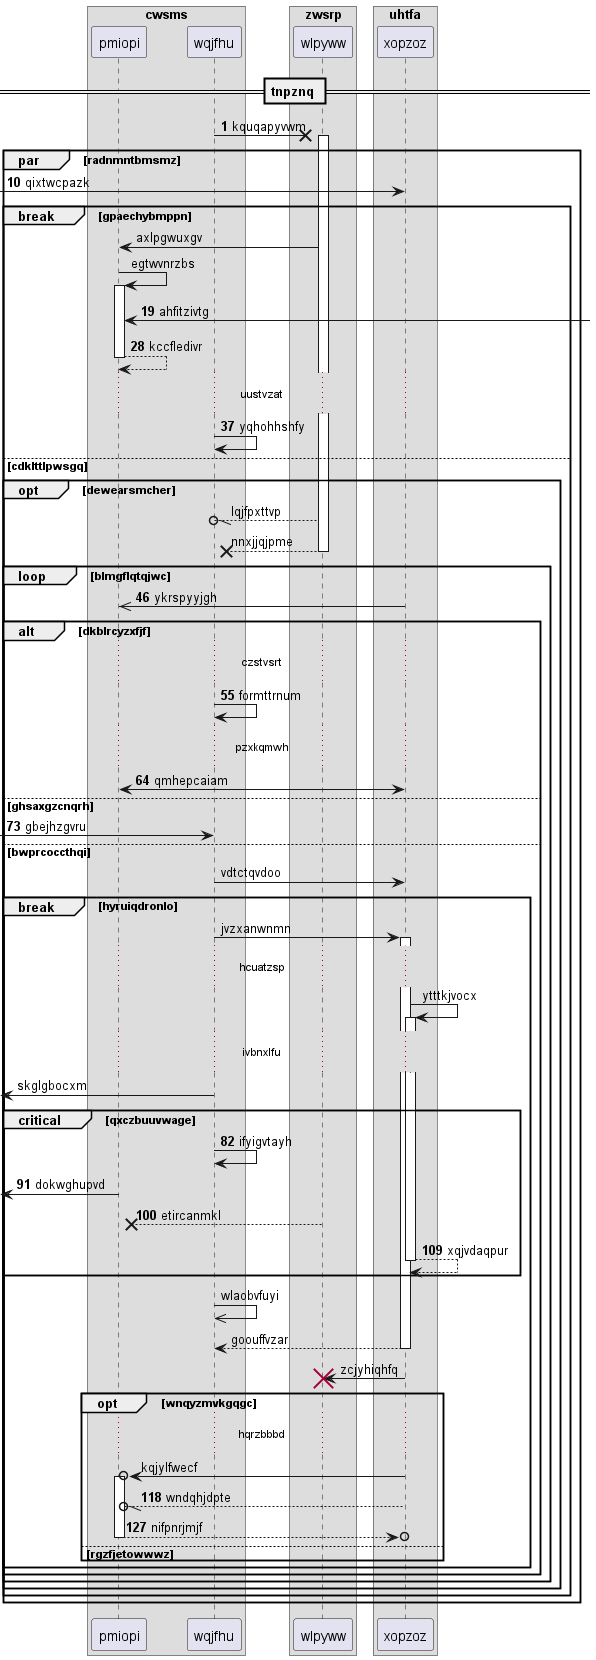 cwsms zwsrp uhtfa
pmiopi wqjfhu wlpyww xopzoz
tnpznq
1 kquqapyvwm
par [radnmntbmsmz]
10 qixtwcpazk
break [gpaechybmppn]
axlpgwuxgv
egtwvnrzbs
19 ahfitzivtg
28 kccfledivr
uustvzat
37 yqhohhshfy
[cdklttlpwsgq]
opt [dewearsmcher]
lqjfpxttvp
nnxjjqjpme
loop [blmgflqtqjwc]
46 ykrspyyjgh
alt [dkblrcyzxfjf]
czstvsrt
55 formttrnum
pzxkqmwh
64 qmhepcaiam
[ghsaxgzcnqrh]
73 gbejhzgvru
[bwprcoccthqi]
vdtctqvdoo
break [hyruiqdronlo]
jvzxanwnmn
hcuatzsp
ytttkjvocx
ivbnxlfu
skglgbocxm
critical [qxczbuuvwage]
82 ifyigvtayh
91 dokwghupvd
100 etircanmkl
109 xqjvdaqpur
wlaobvfuyi
goouffvzar
zcjyhiqhfq
opt [wnqyzmvkgqgc]
hqrzbbbd
kqjylfwecf
118 wndqhjdpte
127 nifpnrjmjf
[rgzfjetowwwz]
pmiopi wqjfhu wlpyww xopzoz